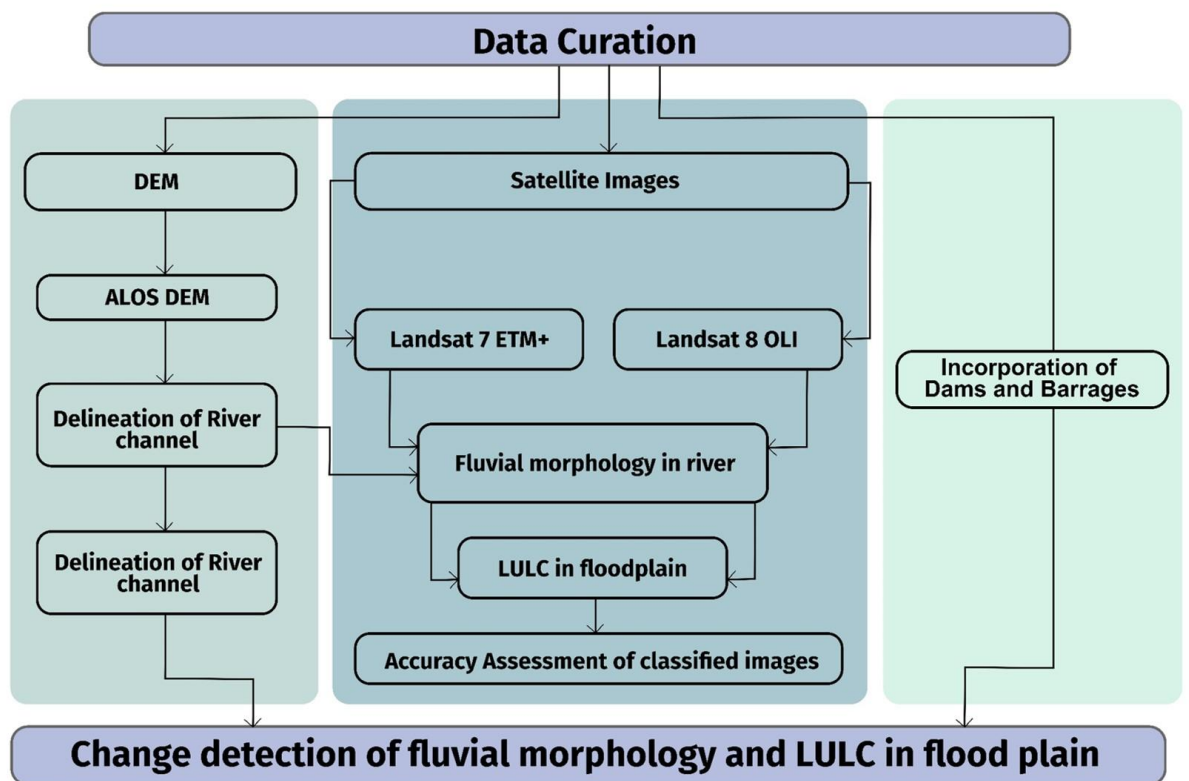 Data Curation
DEM
ALOS DEM
Delineation of River
channel
Delineation of River
channel
Satellite Images
Landsat 7 ETM+
Landsat 8 OLI
Fluvial morphology in river
LULC in floodplain
Accuracy Assessment of classified images
Incorporation of
Dams and Barrages
Change detection of fluvial morphology and LULC in flood plain